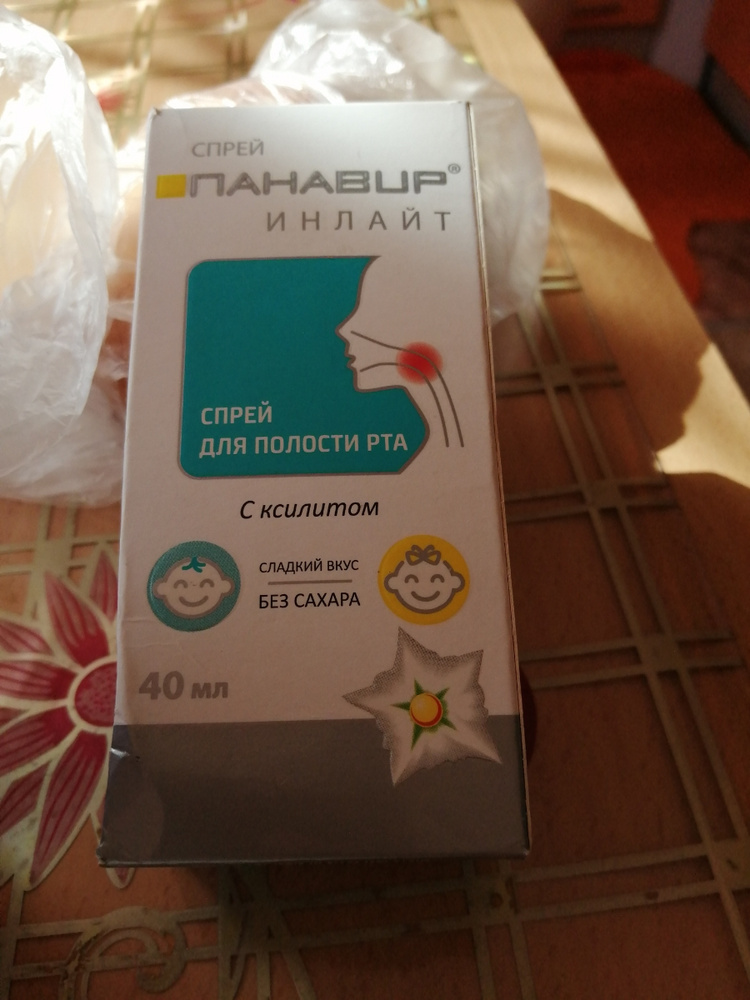 СПРЕЙ
ПАНАВИР®
ИНЛАЙТ
СПРЕЙ
ДЛЯ ПОЛОСТИ РТА
С ксилитом
СЛАДКИЙ ВКУС
БЕЗ САХАРА
40 мл